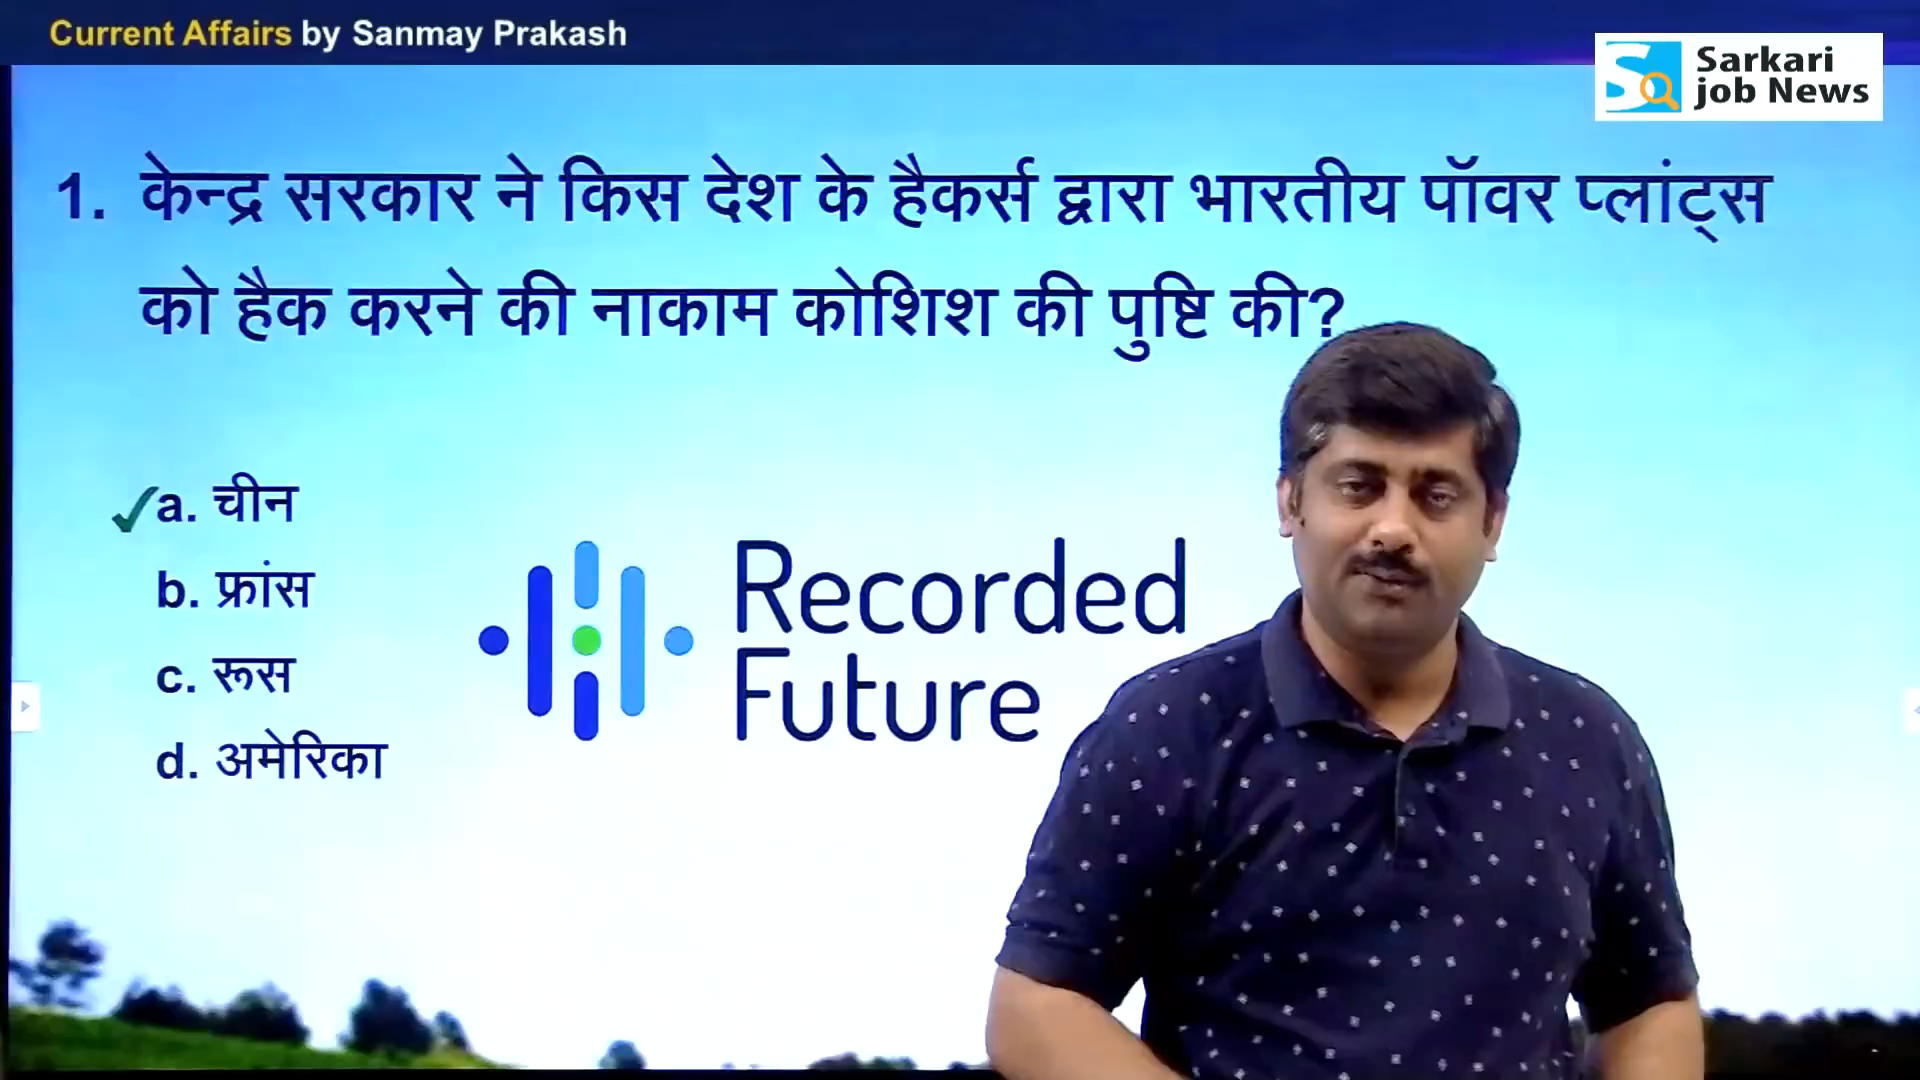 Current Affairs by Sanmay Prakash
Sarkari
job News
1. केन्द्र सरकार ने किस देश के हैकर्स द्वारा भारतीय पॉवर प्लांट्स
को हैक करने की नाकाम कोशिश की पुष्टि की?
a. चीन
b. फ्रांस
c. रूस
d. अमेरिका
Recorded
Future